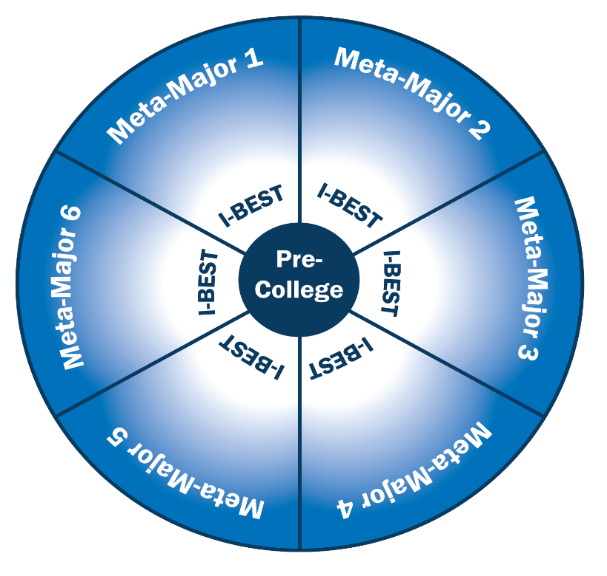 Meta-Major 1
Meta-Major 2
Meta-Major 3
Meta-Major 4
Meta-Major 5
Meta-Major 6
I-BEST
I-BEST
I-BEST
I-BEST
I-BEST
I-BEST
Pre-
College